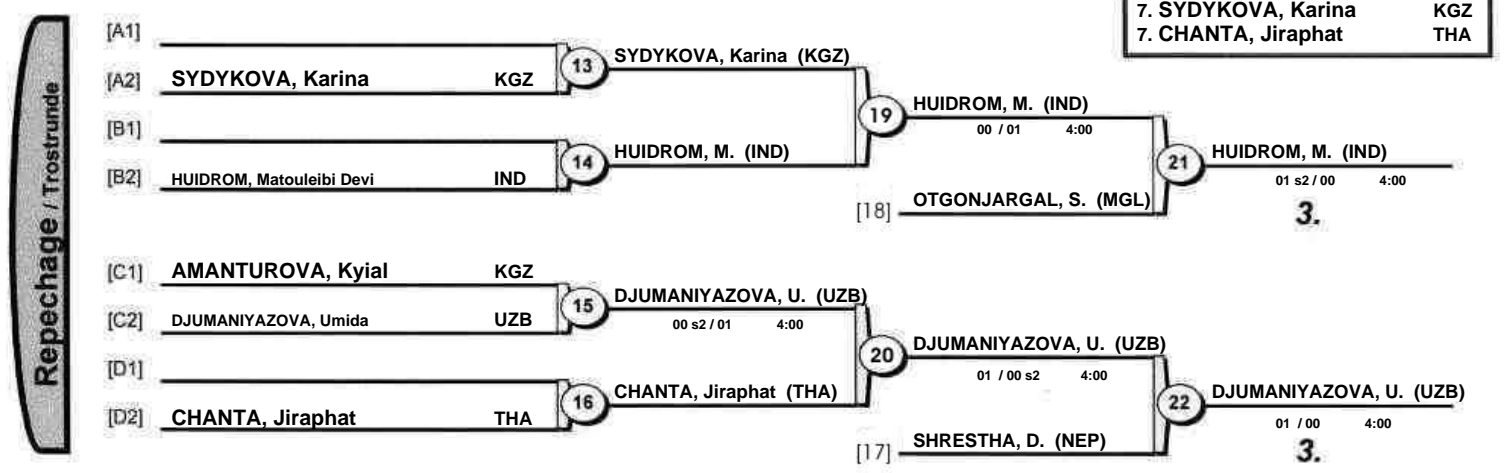 7. SYDYKOVA, Karina KGZ
7. CHANTA, Jiraphat THA
Repechage / Trostrunde
[A1]
[A2] SYDYKOVA, Karina KGZ
13 SYDYKOVA, Karina (KGZ)
[B1]
[B2] HUIDROM, Matouleibi Devi IND
14 HUIDROM, M. (IND)
19 HUIDROM, M. (IND)
00 / 01 4:00
[18] OTGONJARGAL, S. (MGL)
21 HUIDROM, M. (IND)
01 s2 / 00 4:00
3.
[C1] AMANTUROVA, Kyial KGZ
[C2] DJUMANIYAZOVA, Umida UZB
15 DJUMANIYAZOVA, U. (UZB)
00 s2 / 01 4:00
[D1]
[D2] CHANTA, Jiraphat THA
16 CHANTA, Jiraphat (THA)
20 DJUMANIYAZOVA, U. (UZB)
01 / 00 s2 4:00
[17] SHRESTHA, D. (NEP)
22 DJUMANIYAZOVA, U. (UZB)
01 / 00 4:00
3.